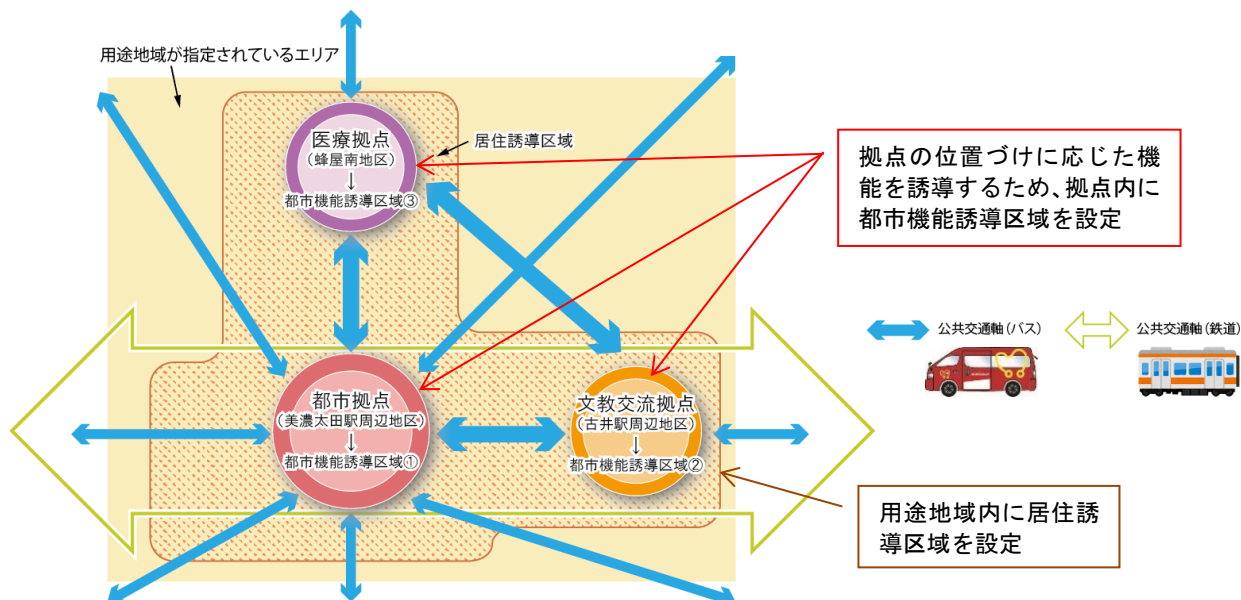 用途地域が指定されているエリア
医療拠点
(蜂屋南地区)
↓
都市機能誘導区域③
居住誘導区域
拠点の位置づけに応じた機
能を誘導するため、拠点内に
都市機能誘導区域を設定
公共交通軸(バス)
公共交通軸(鉄道)
都市拠点
(美濃太田駅周辺地区)
↓
都市機能誘導区域①
文教交流拠点
(古井駅周辺地区)
↓
都市機能誘導区域②
用途地域内に居住誘
導区域を設定